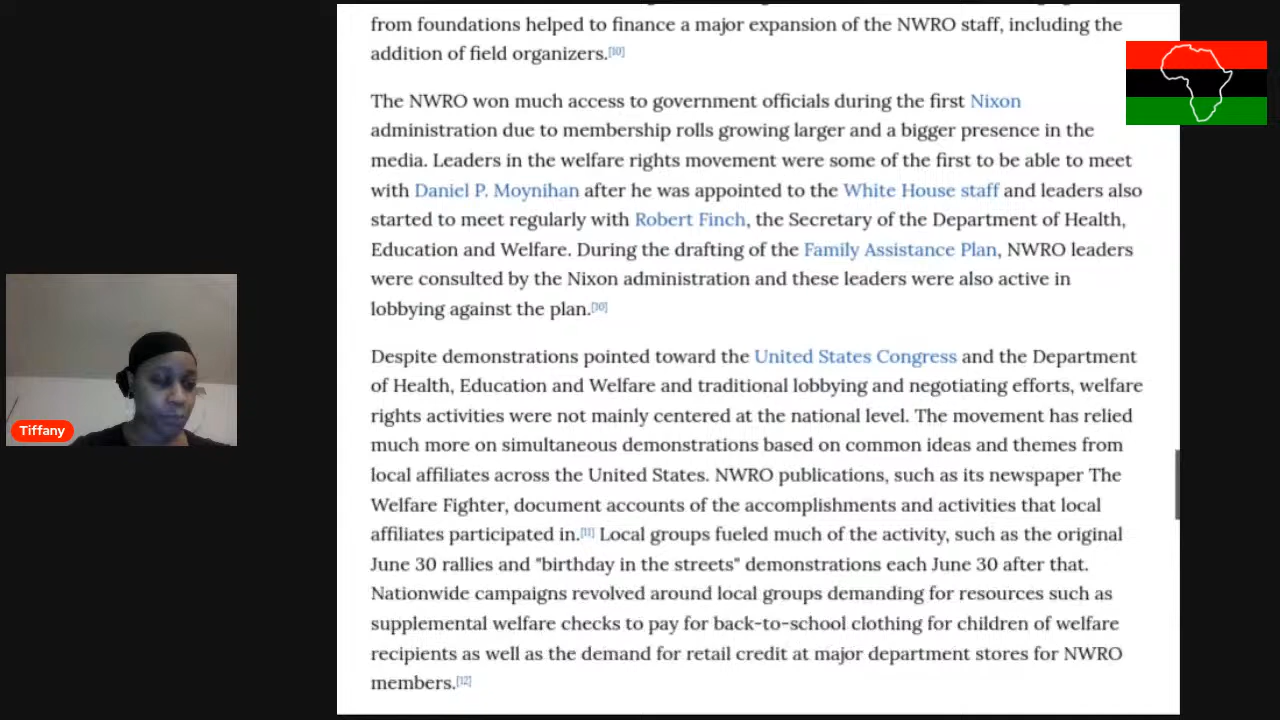 from foundations helped to finance a major expansion of the NWRO staff, including the
addition of field organizers.[10]
The NWRO won much access to government officials during the first Nixon
administration due to membership rolls growing larger and a bigger presence in the
media. Leaders in the welfare rights movement were some of the first to be able to meet
with Daniel P. Moynihan after he was appointed to the White House staff and leaders also
started to meet regularly with Robert Finch, the Secretary of the Department of Health,
Education and Welfare. During the drafting of the Family Assistance Plan, NWRO leaders
were consulted by the Nixon administration and these leaders were also active in
lobbying against the plan.[10]
Despite demonstrations pointed toward the United States Congress and the Department
of Health, Education and Welfare and traditional lobbying and negotiating efforts, welfare
rights activities were not mainly centered at the national level. The movement has relied
much more on simultaneous demonstrations based on common ideas and themes from
local affiliates across the United States. NWRO publications, such as its newspaper The
Welfare Fighter, document accounts of the accomplishments and activities that local
affiliates participated in.[11] Local groups fueled much of the activity, such as the original
June 30 rallies and "birthday in the streets" demonstrations each June 30 after that.
Nationwide campaigns revolved around local groups demanding for resources such as
supplemental welfare checks to pay for back-to-school clothing for children of welfare
recipients as well as the demand for retail credit at major department stores for NWRO
members.[12]
Tiffany